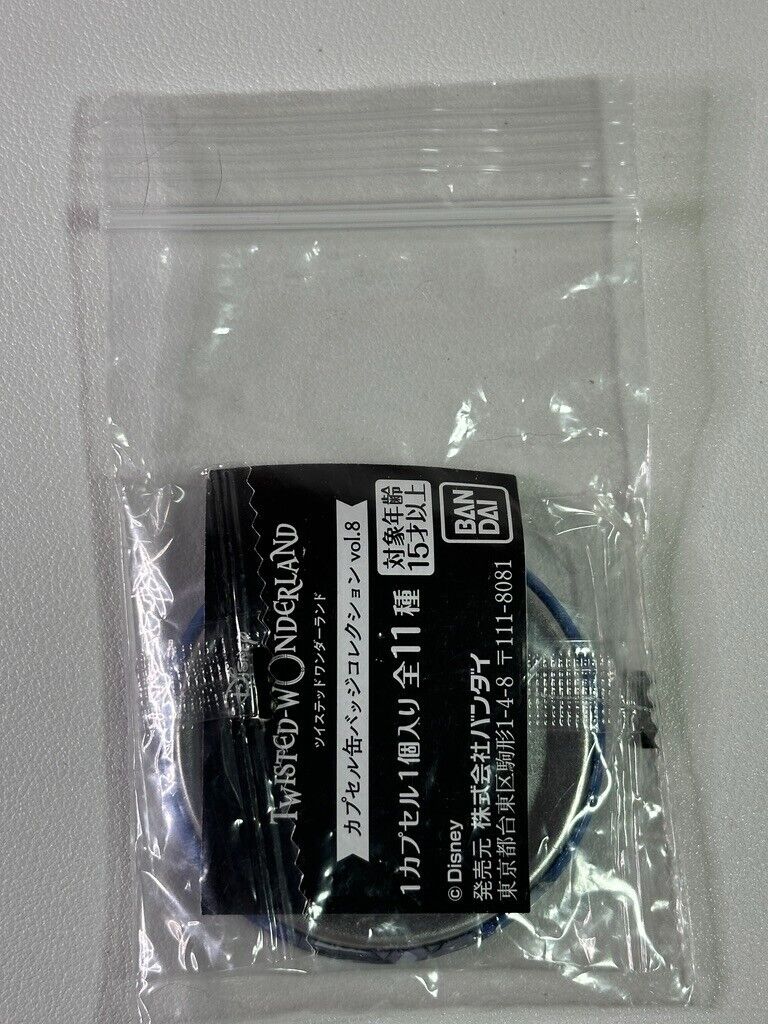 Disney
TWISTED-WONDERLAND
ツイステッドワンダーランド
カプセル缶バッジコレクション vol.8
対象年齢
15才以上
1カプセル1個入り 全11種
BAN
DAI
©Disney
発売元 株式会社バンダイ
東京都台東区駒形1-4-8 〒111-8081